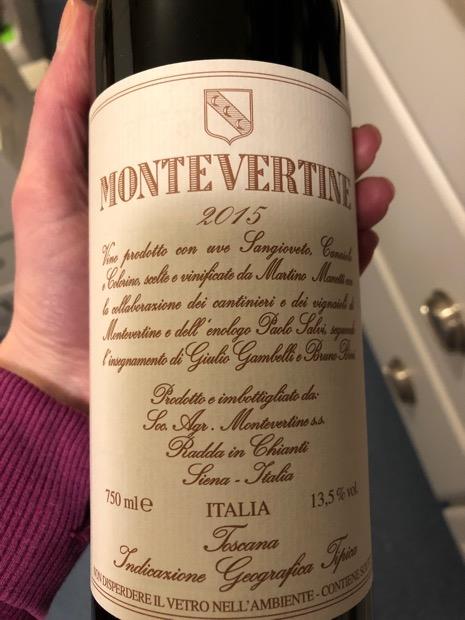 MONTEVERTINE
2015
Vino prodotto con uve Sangioveto, Canaiolo
e Colorino, scelte e vinificate da Martino Manetti con
la collaborazione dei cantinieri e dei vignaioli di
Montevertine e dell'enologo Paolo Salvi, seguendo
l'insegnamento di Giulio Gambelli e Bruno Bini.
Prodotto e imbottigliato da:
Soc. Agr. Montevertine s.s.
Radda in Chianti
Siena - Italia
750 ml e
ITALIA
13,5% vol.
Toscana
Indicazione Geografica Tipica
NON DISPERDERE IL VETRO NELL'AMBIENTE - CONTIENE